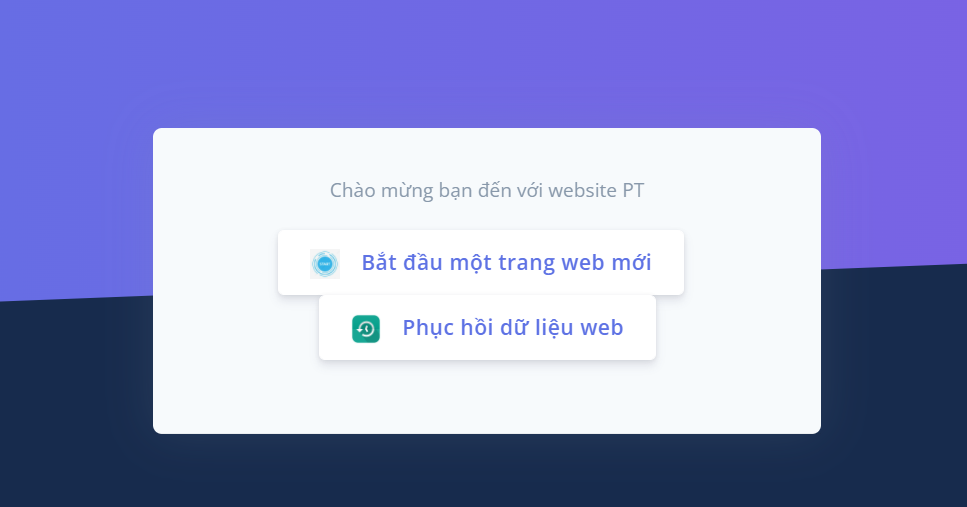 Chào mừng bạn đến với website PT
Bắt đầu một trang web mới
Phục hồi dữ liệu web